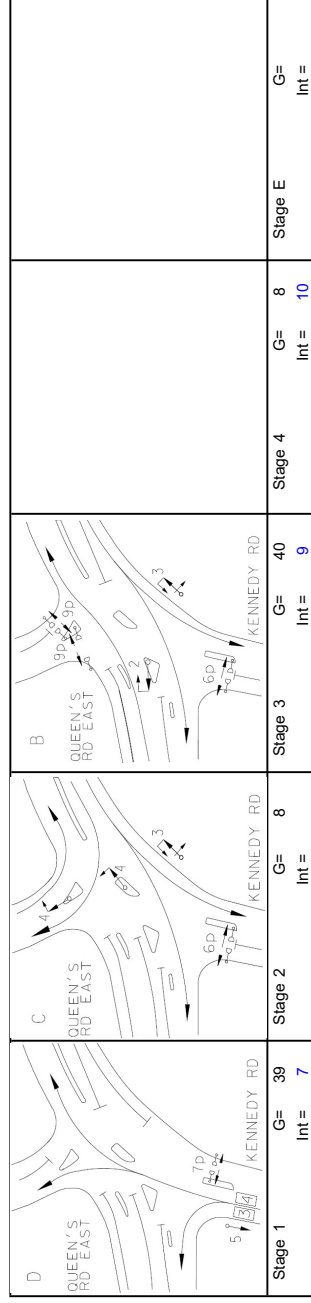 D
QUEEN'S
RD EAST
7P
5
3 4
KENNEDY RD
Stage 1 G= 39
Int = 7
C
4
QUEEN'S
RD EAST
4
3
6P
KENNEDY RD
Stage 2 G= 8
Int =
B
9P
9P
QUEEN'S
RD EAST
2
3
6P
KENNEDY RD
Stage 3 G= 40
Int = 9
Stage 4 G= 8
Int = 10
Stage E G=
Int =